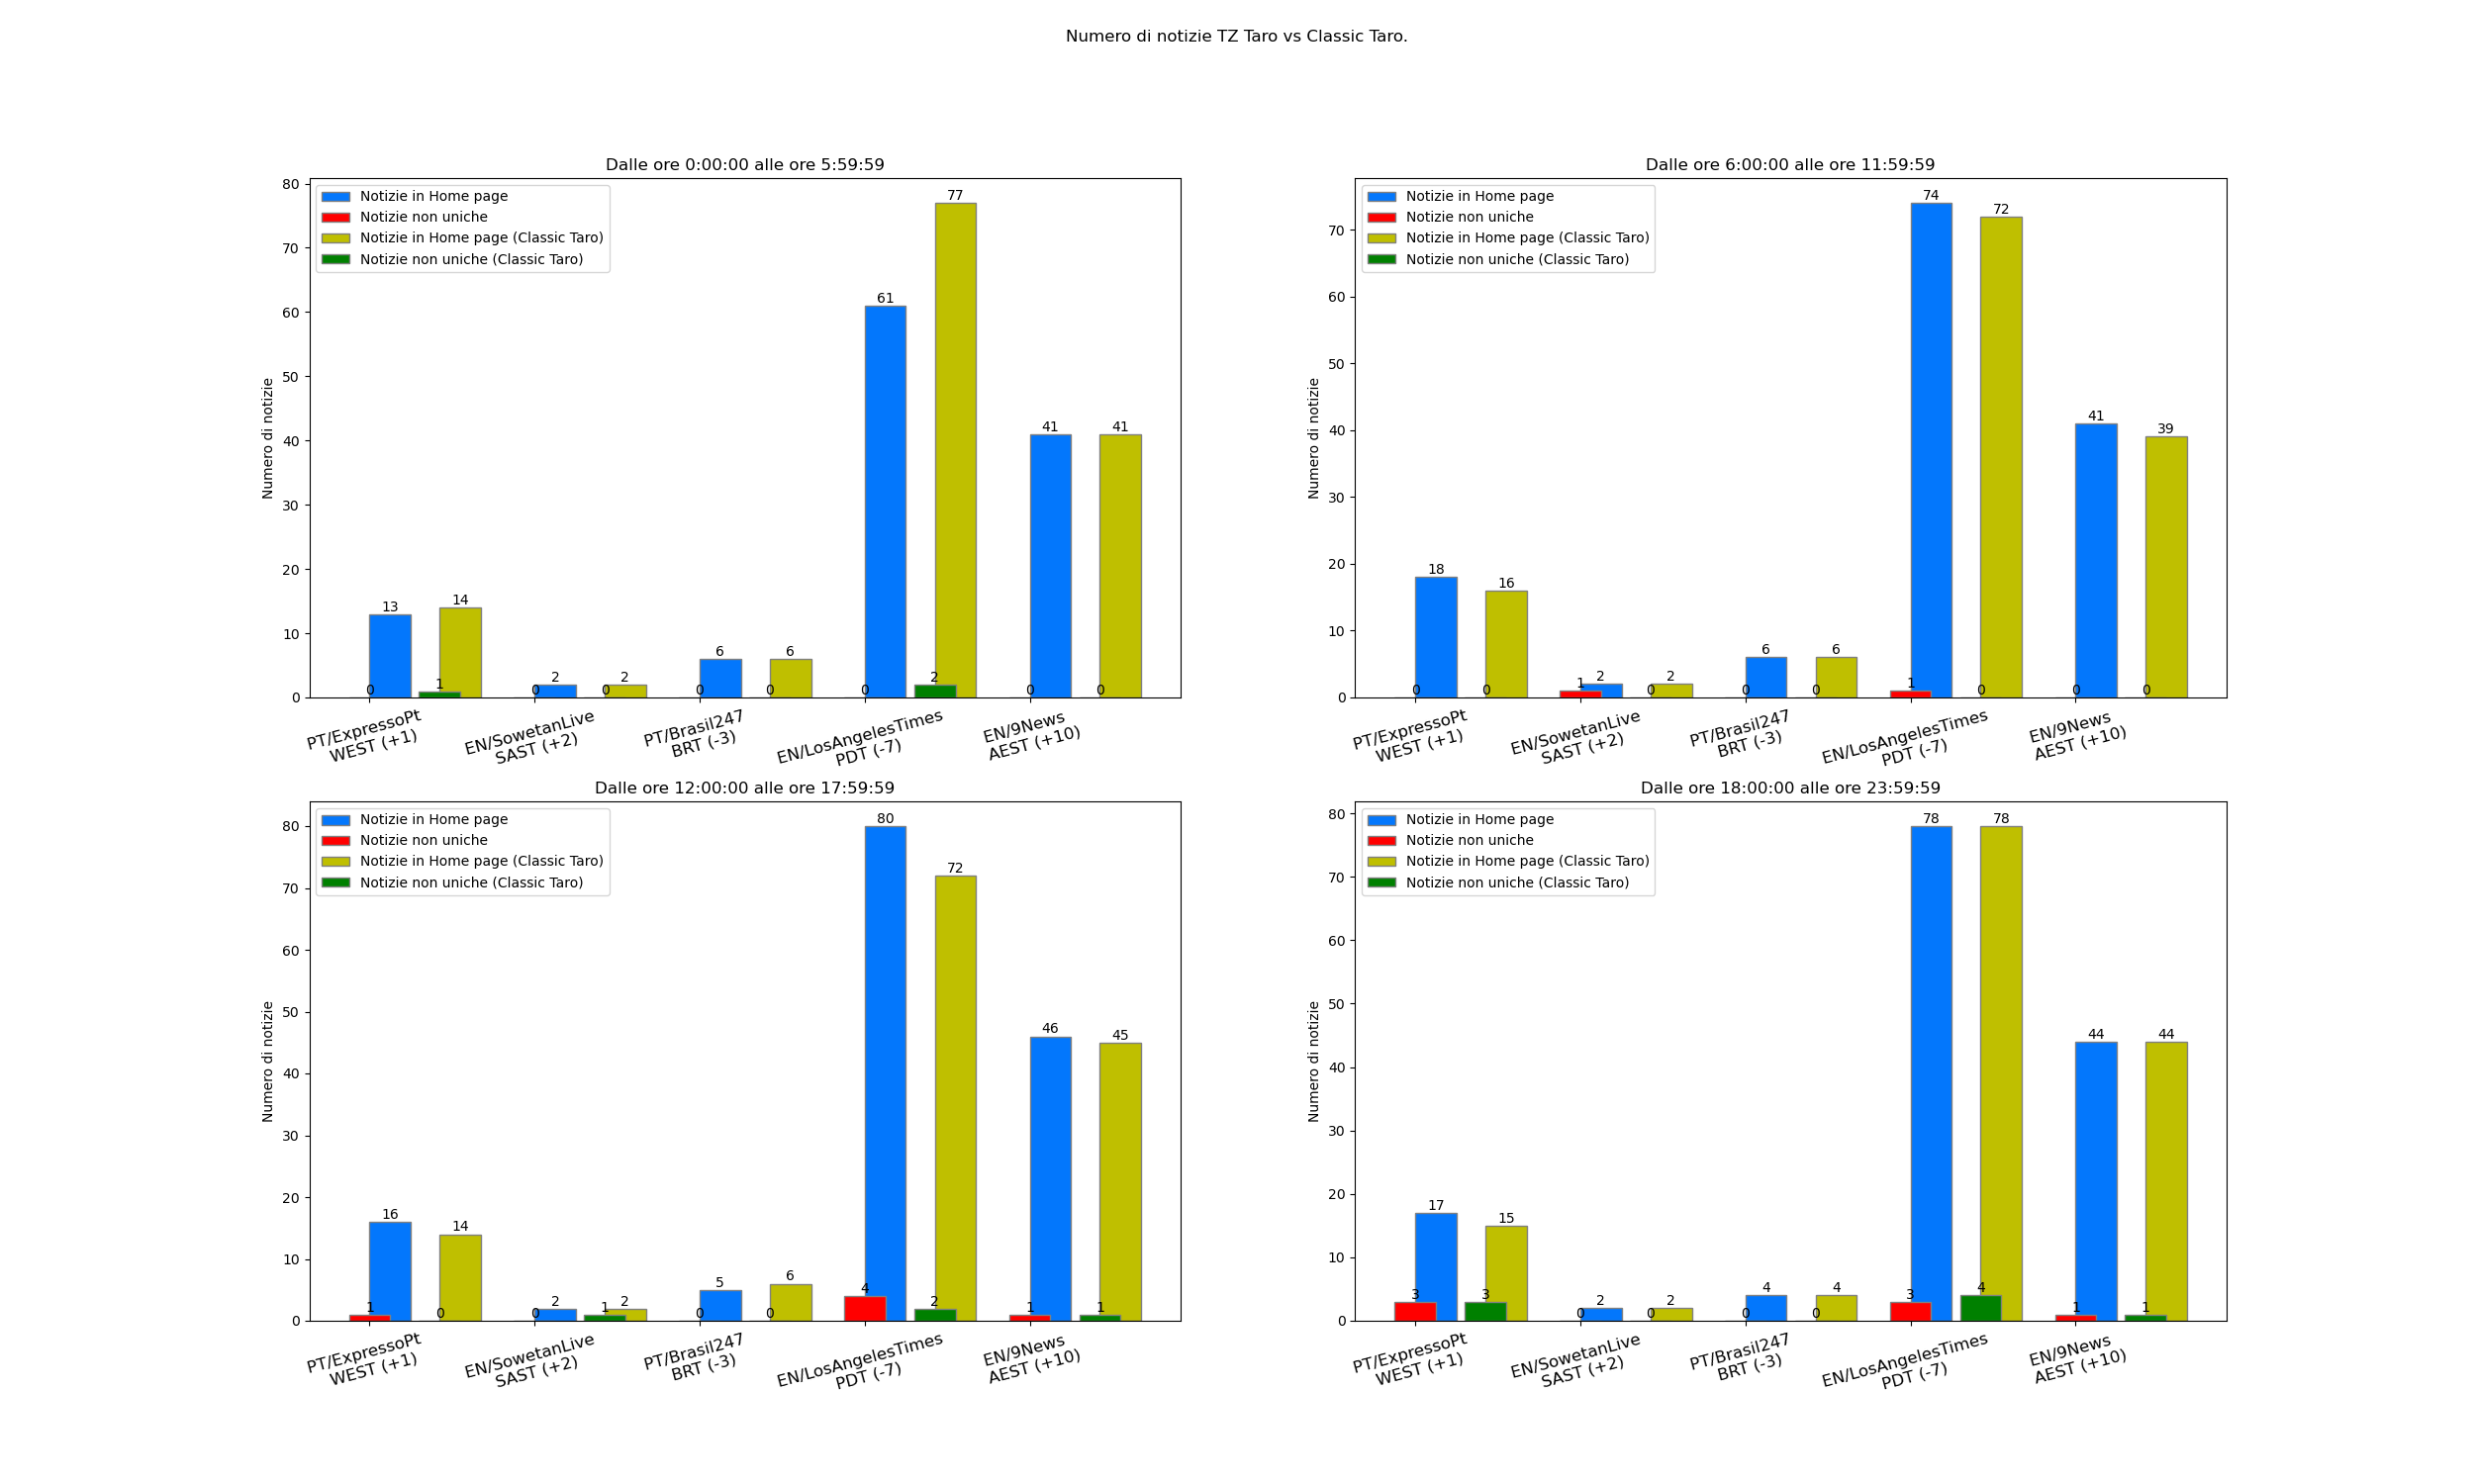 Numero di notizie TZ Taro vs Classic Taro.
Dalle ore 0:00:00 alle ore 5:59:59
Numero di notizie
80
70
60
50
40
30
20
10
0
Notizie in Home page
Notizie non uniche
Notizie in Home page (Classic Taro)
Notizie non uniche (Classic Taro)
13
0
14
1
2
0
2
0
6
0
6
0
61
0
77
2
41
0
41
0
PT/ExpressoPt
WEST (+1)
EN/SowetanLive
SAST (+2)
PT/Brasil247
BRT (-3)
EN/LosAngelesTimes
PDT (-7)
EN/9News
AEST (+10)
Dalle ore 6:00:00 alle ore 11:59:59
Numero di notizie
70
60
50
40
30
20
10
0
Notizie in Home page
Notizie non uniche
Notizie in Home page (Classic Taro)
Notizie non uniche (Classic Taro)
18
0
16
0
2
1
2
0
6
0
6
0
74
1
72
0
41
0
39
0
PT/ExpressoPt
WEST (+1)
EN/SowetanLive
SAST (+2)
PT/Brasil247
BRT (-3)
EN/LosAngelesTimes
PDT (-7)
EN/9News
AEST (+10)
Dalle ore 12:00:00 alle ore 17:59:59
Numero di notizie
80
70
60
50
40
30
20
10
0
Notizie in Home page
Notizie non uniche
Notizie in Home page (Classic Taro)
Notizie non uniche (Classic Taro)
16
1
14
0
2
0
2
1
5
0
6
0
80
4
72
2
46
1
45
1
PT/ExpressoPt
WEST (+1)
EN/SowetanLive
SAST (+2)
PT/Brasil247
BRT (-3)
EN/LosAngelesTimes
PDT (-7)
EN/9News
AEST (+10)
Dalle ore 18:00:00 alle ore 23:59:59
Numero di notizie
80
70
60
50
40
30
20
10
0
Notizie in Home page
Notizie non uniche
Notizie in Home page (Classic Taro)
Notizie non uniche (Classic Taro)
17
3
15
3
2
0
2
0
4
0
4
0
78
3
78
4
44
1
44
1
PT/ExpressoPt
WEST (+1)
EN/SowetanLive
SAST (+2)
PT/Brasil247
BRT (-3)
EN/LosAngelesTimes
PDT (-7)
EN/9News
AEST (+10)